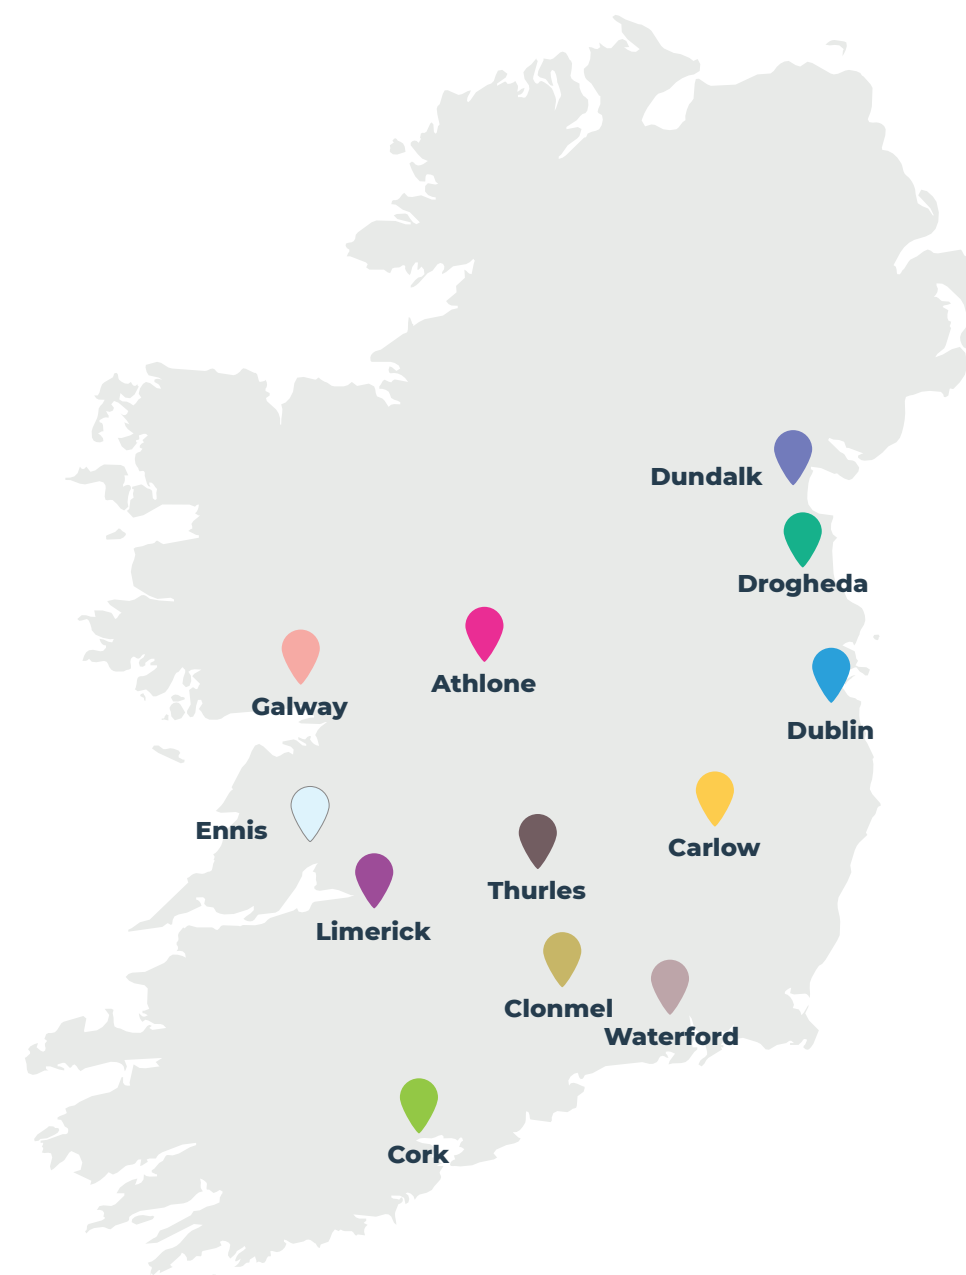 Dundalk
Drogheda
Athlone
Galway
Dublin
Ennis
Carlow
Thurles
Limerick
Clonmel
Waterford
Cork